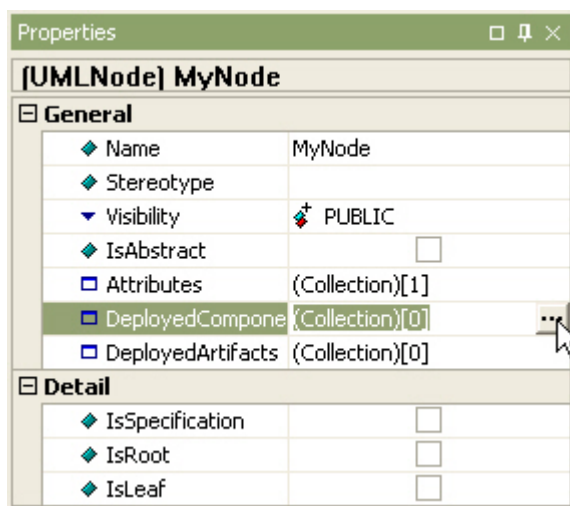 Properties
(UMLNode) MyNode
General
Name MyNode
Stereotype
Visibility PUBLIC
IsAbstract
Attributes (Collection)[1]
DeployedCompone (Collection)[0] ...
DeployedArtifacts (Collection)[0]
Detail
IsSpecification
IsRoot
IsLeaf